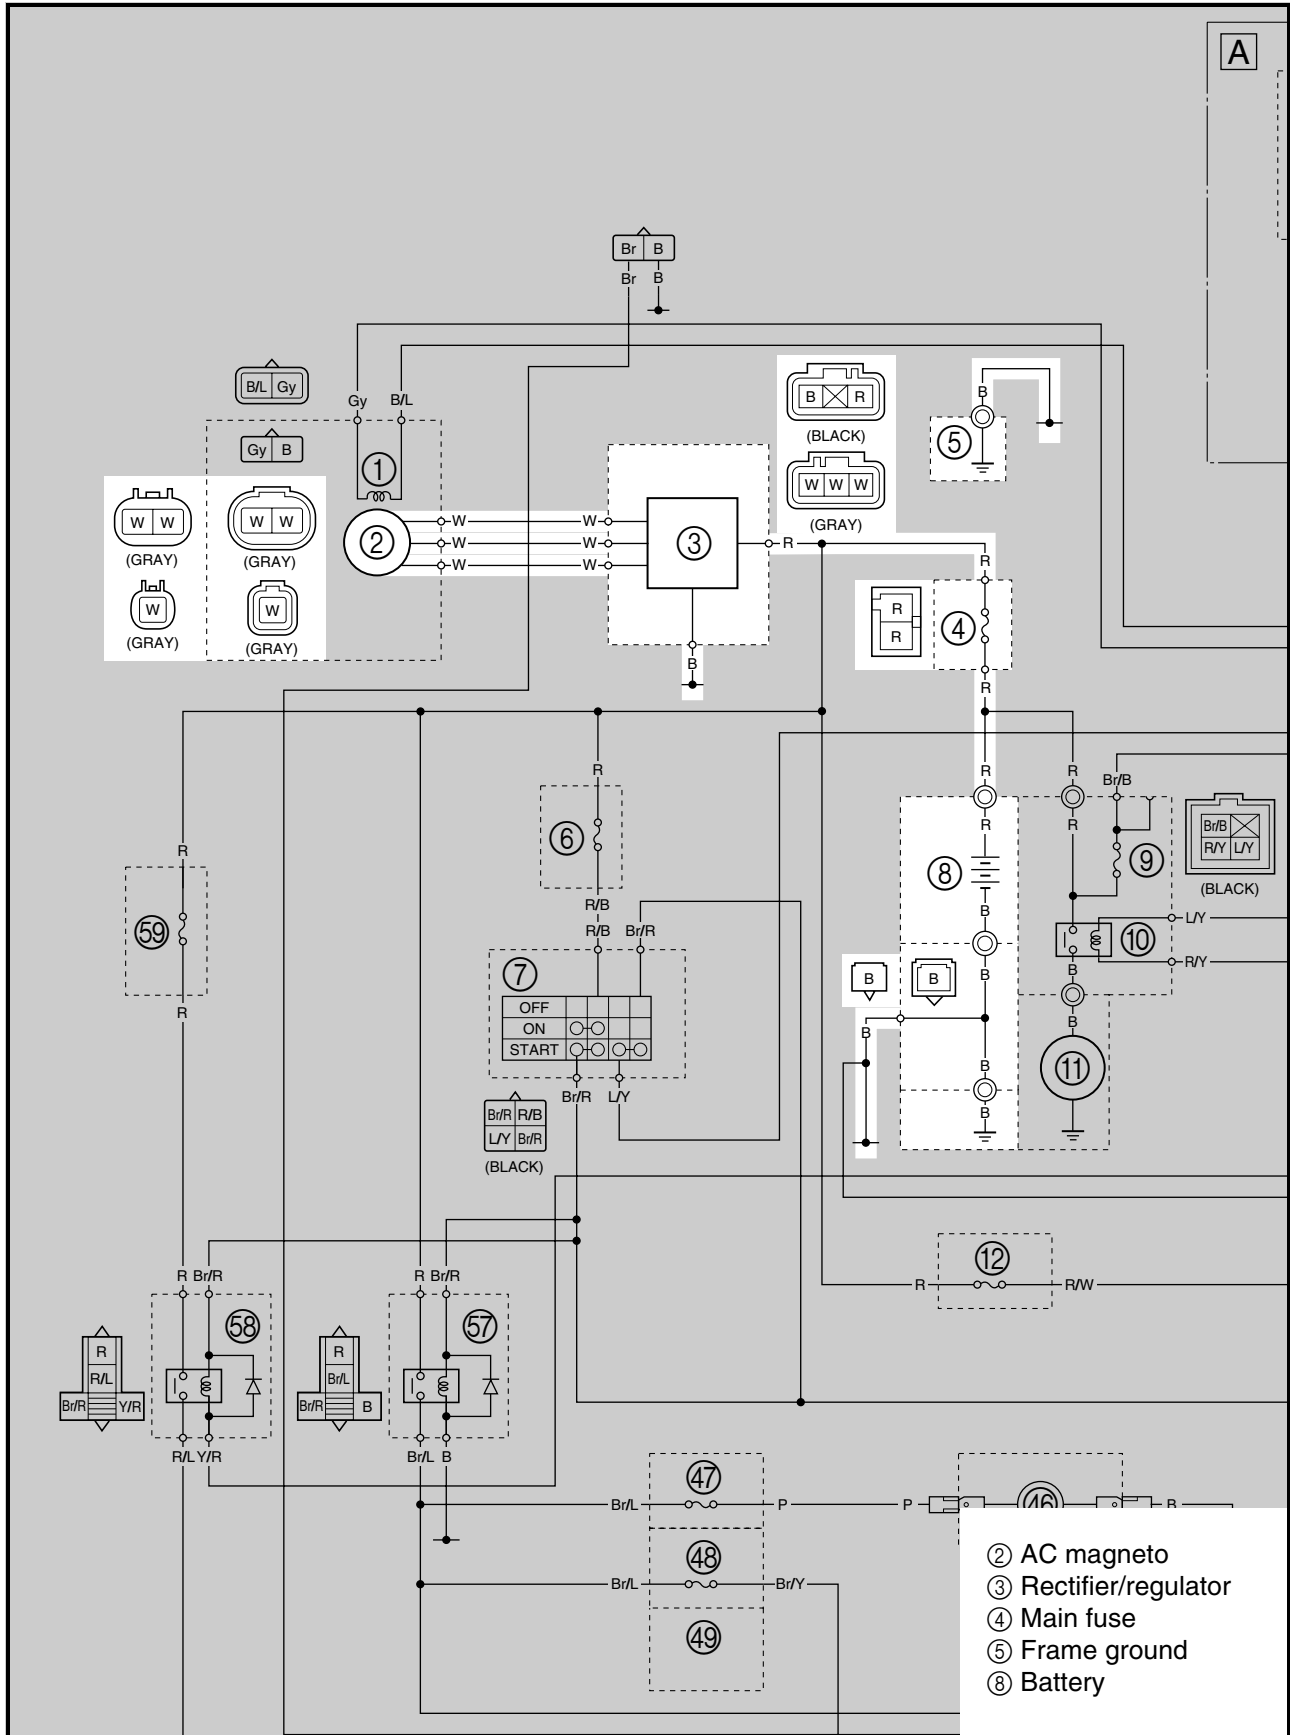 A
Br B
Br B
B/L Gy
Gy B/L
Gy B
①
B R
(BLACK)
W W W
(GRAY)
B
⑤
W W
(GRAY)
W W
(GRAY)
W
(GRAY)
W
(GRAY)
②
W W
W W
W W
③
R
B
R
R
R
④
R
R
R
⑥
R/B
R/B Br/R
⑦
OFF
ON
START
Br/R L/Y
Br/R R/B
L/Y Br/R
(BLACK)
R
㊾
R
R
R
⑧
B
B
B
B
B
B
B
R
R
Br/B
⑨
Br/B
R/Y L/Y
(BLACK)
L/Y
⑩
R/Y
B
B
⑪
R
⑫
R/W
R Br/R
58
R
R/L
Br/R Y/R
R/L Y/R
R Br/R
57
R
Br/L
Br/R B
Br/L B
Br/L
㊼
P P
㊻
B
Br/L
㊽
Br/Y
㊾
② AC magneto
③ Rectifier/regulator
④ Main fuse
⑤ Frame ground
⑧ Battery